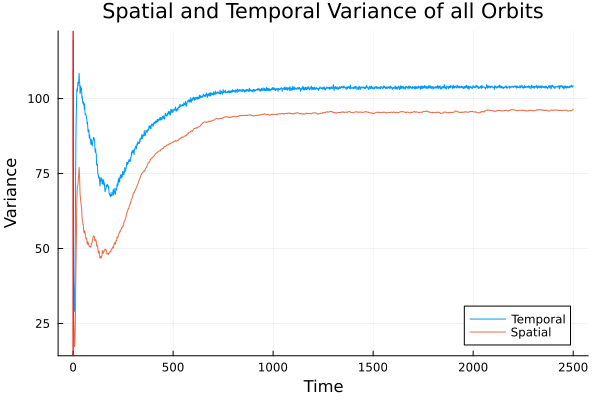 Spatial and Temporal Variance of all Orbits
Variance
100
75
50
25
0
500
1000
1500
2000
2500
Time
Temporal
Spatial